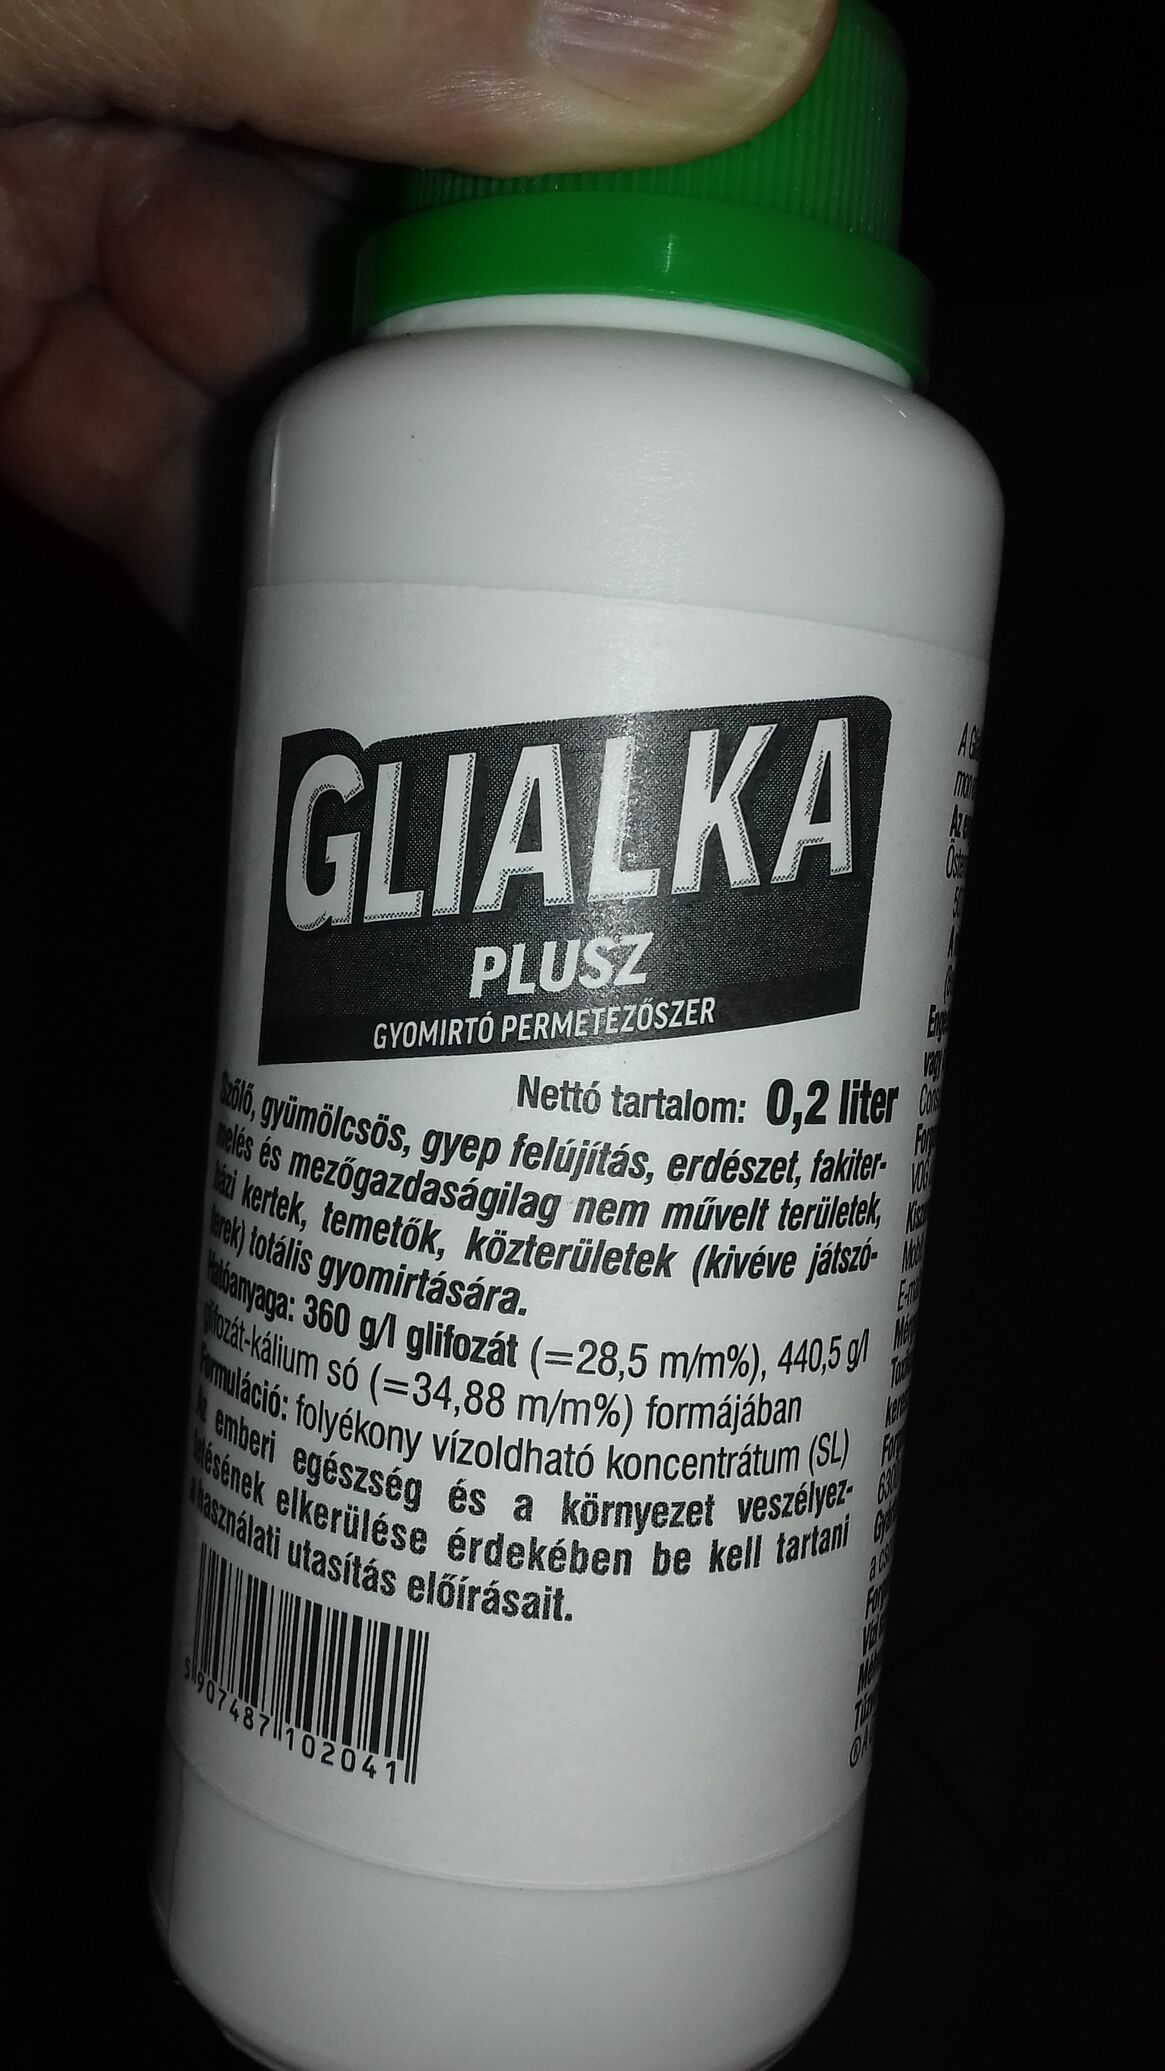 GLIALKA
PLUSZ
GYOMIRTÓ PERMETEZŐSZER
Nettó tartalom: 0,2 liter
Szőlő, gyümölcsös, gyep felújítás, erdészet, fakiter-
melés és mezőgazdaságilag nem művelt területek,
házi kertek, temetők, közterületek (kivéve játszó-
terek) totális gyomirtására.
Hatóanyaga: 360 g/l glifozát (=28,5 m/m%), 440,5 g/l
glifozát-kálium só (=34,88 m/m%) formájában
Formuláció: folyékony vízoldható koncentrátum (SL)
Az emberi egészség és a környezet veszélyez-
tetésének elkerülése érdekében be kell tartani
a használati utasítás előírásait.
5 907487 102041